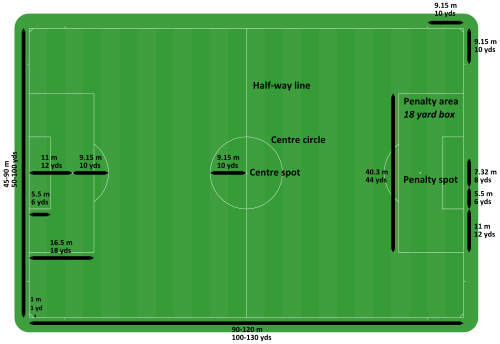 9.15 m
10 yds
9.15 m
10 yds
Half-way line
Penalty area
18 yard box
Centre circle
11 m
12 yds
9.15 m
10 yds
9.15 m
10 yds
Centre spot
40.3 m
44 yds
Penalty spot
7.32 m
8 yds
45-90 m
50-100 yds
5.5 m
6 yds
5.5 m
6 yds
11 m
12 yds
16.5 m
18 yds
1 m
1 yd
90-120 m
100-130 yds